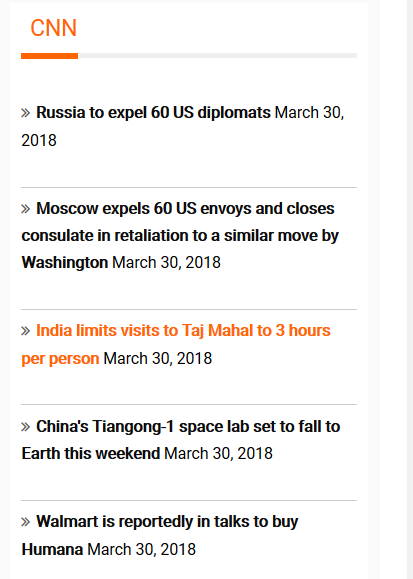 CNN
» Russia to expel 60 US diplomats March 30,
2018
» Moscow expels 60 US envoys and closes
consulate in retaliation to a similar move by
Washington March 30, 2018
» India limits visits to Taj Mahal to 3 hours
per person March 30, 2018
» China's Tiangong-1 space lab set to fall to
Earth this weekend March 30, 2018
» Walmart is reportedly in talks to buy
Humana March 30, 2018